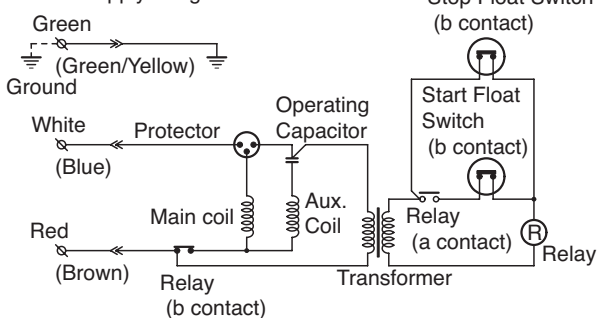 Stop Float Switch
(b contact)
Green
(Green/Yellow)
Ground
White
(Blue)
Protector
Operating
Capacitor
Start Float
Switch
(b contact)
Main coil
Aux.
Coil
Red
(Brown)
Relay
(b contact)
Transformer
Relay
(a contact)
R
Relay